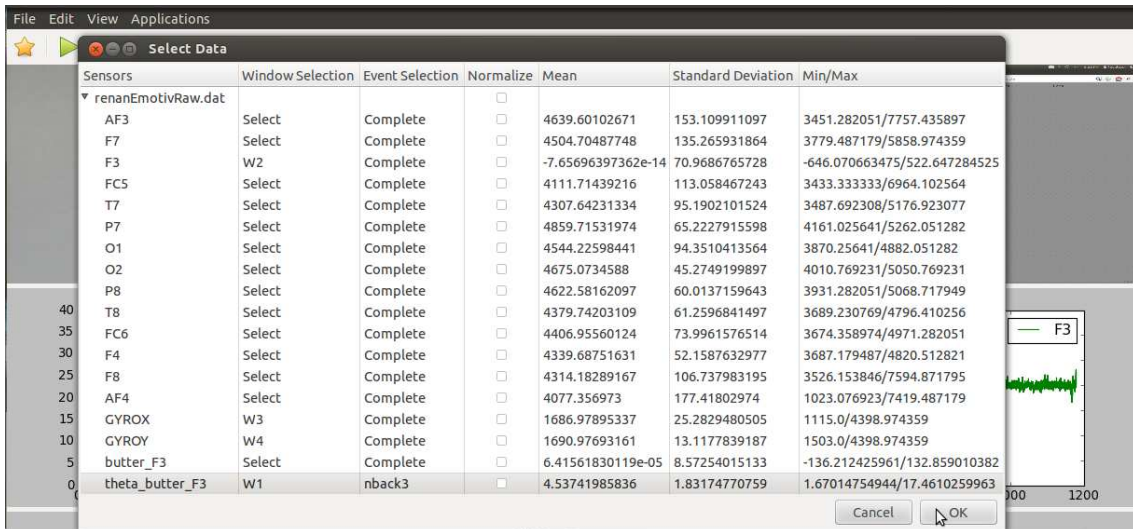 File Edit View Applications
Select Data
Sensors Window Selection Event Selection Normalize Mean Standard Deviation Min/Max
renanEmotivRaw.dat
AF3 Select Complete 4639.60102671 153.109911097 3451.282051/7757.435897
F7 Select Complete 4504.70487748 135.265931864 3779.487179/5858.974359
F3 W2 Complete -7.65696397362e-14 70.9686765728 -646.070663475/522.647284525
FC5 Select Complete 4111.71439216 113.058467243 3433.333333/6964.102564
T7 Select Complete 4307.64231334 95.1902101524 3487.692308/5176.923077
P7 Select Complete 4859.71531974 65.2227915598 4161.025641/5262.051282
O1 Select Complete 4544.22598441 94.3510413564 3870.25641/4882.051282
O2 Select Complete 4675.0734588 45.2749199897 4010.769231/5050.769231
P8 Select Complete 4622.58162097 60.0137159643 3931.282051/5068.717949
T8 Select Complete 4379.74203109 61.2596841497 3689.230769/4796.410256
FC6 Select Complete 4406.95560124 73.9961576514 3674.358974/4971.282051
F4 Select Complete 4339.68751631 52.1587632977 3687.179487/4820.512821
F8 Select Complete 4314.18289167 106.737983195 3526.153846/7594.871795
AF4 Select Complete 4077.356973 177.41802974 1023.076923/7419.487179
GYROX W3 Complete 1686.97895337 25.2829480505 1115.0/4398.974359
GYROY W4 Complete 1690.97693161 13.1177839187 1503.0/4398.974359
butter_F3 Select Complete 6.41561830119e-05 8.57254015133 -136.212425961/132.859010382
theta_butter_F3 W1 nback3 4.53741985836 1.83174770759 1.67014754944/17.4610259963
Cancel OK
40
35
30
25
20
15
10
5
0
F3
1200